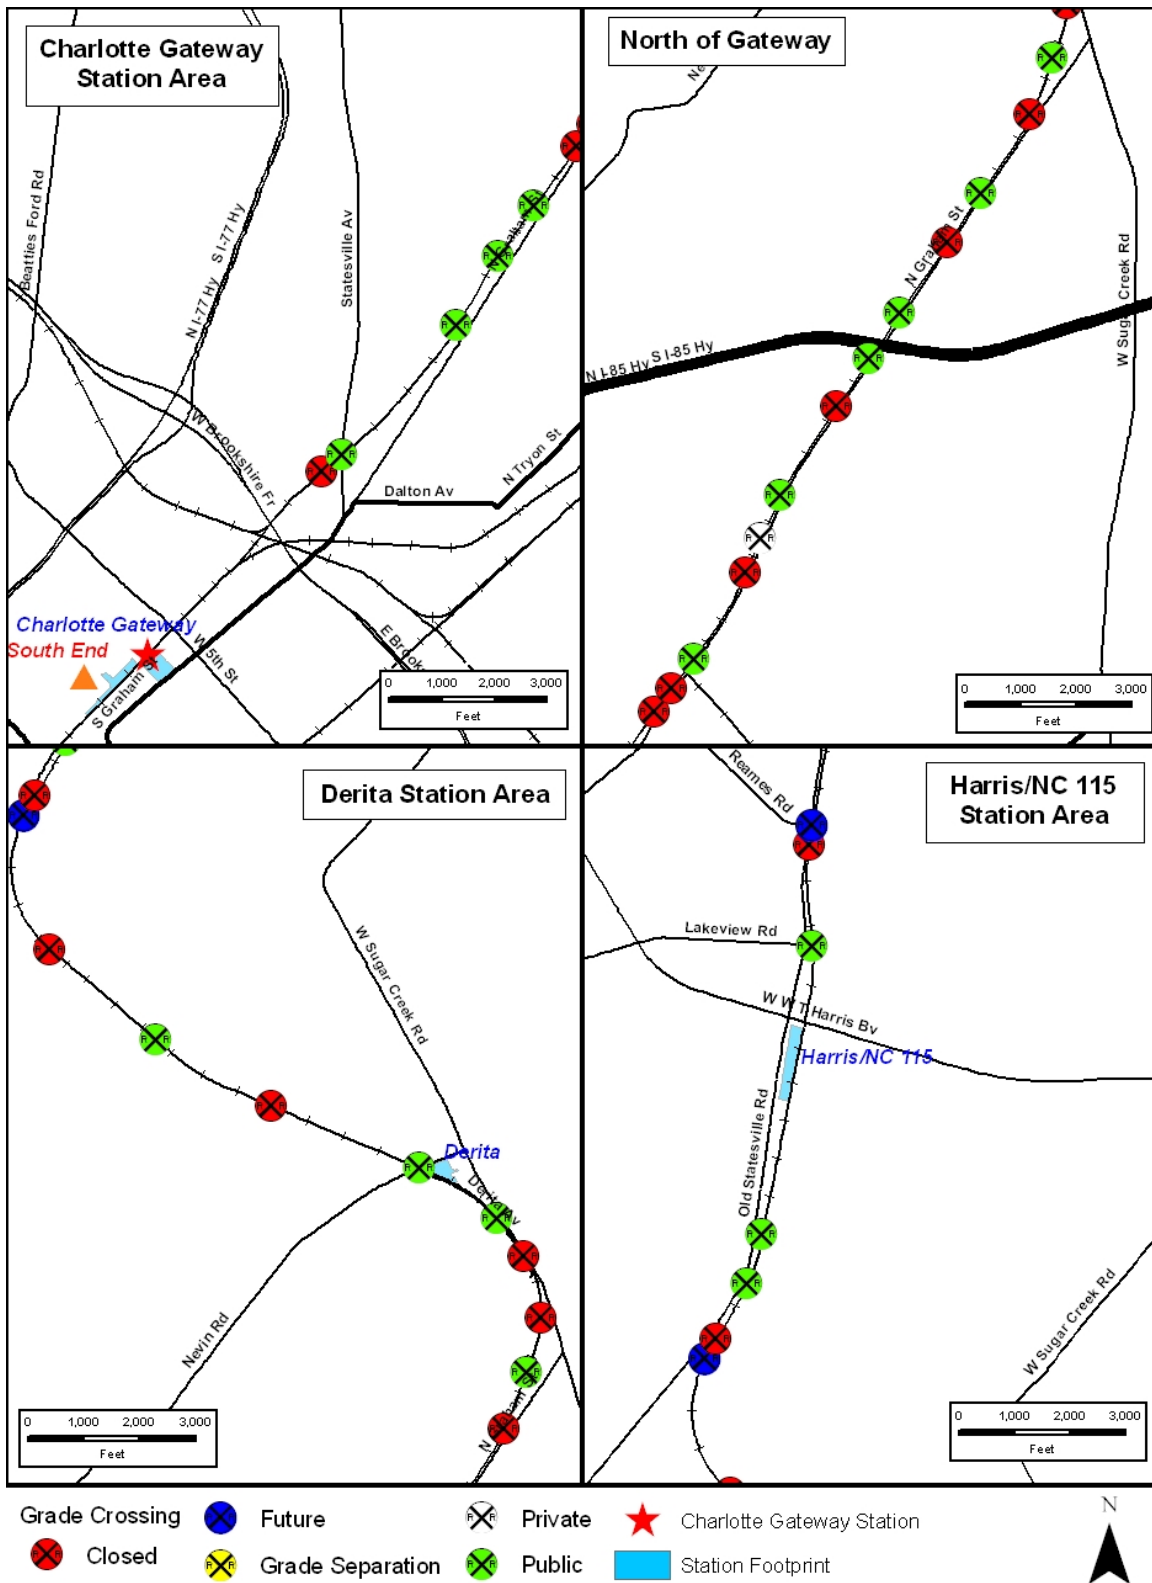 Charlotte Gateway
Station Area
Beatties Ford Rd
N I-77 Hy
S I-77 Hy
Statesville Av
W Brookshire Fr
Dalton Av
N Tryon St
Charlotte Gateway
South End
S Graham St
W 5th St
E Brook
0 1,000 2,000 3,000
Feet
North of Gateway
Ne
N Graham St
W Sugar Creek Rd
N I-85 Hy S I-85 Hy
0 1,000 2,000 3,000
Feet
Derita Station Area
W Sugar Creek Rd
Derita
Derita Av
Nevin Rd
N Graham St
0 1,000 2,000 3,000
Feet
Harris/NC 115
Station Area
Reames Rd
Lakeview Rd
W W T Harris Bv
Harris/NC 115
Old Statesville Rd
W Sugar Creek Rd
0 1,000 2,000 3,000
Feet
Grade Crossing
Closed
Future
Grade Separation
Private
Public
Charlotte Gateway Station
Station Footprint
N